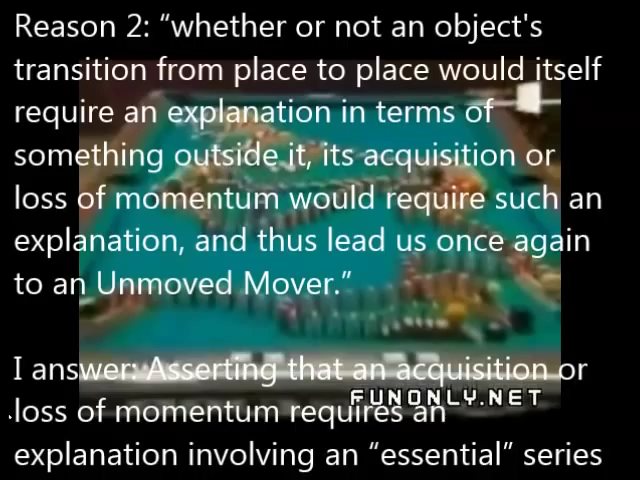 Reason 2: “whether or not an object's
transition from place to place would itself
require an explanation in terms of
something outside it, its acquisition or
loss of momentum would require such an
explanation, and thus lead us once again
to an Unmoved Mover.”
I answer: Asserting that an acquisition or
FUNONLY.NET
loss of momentum requires an
explanation involving an “essential” series